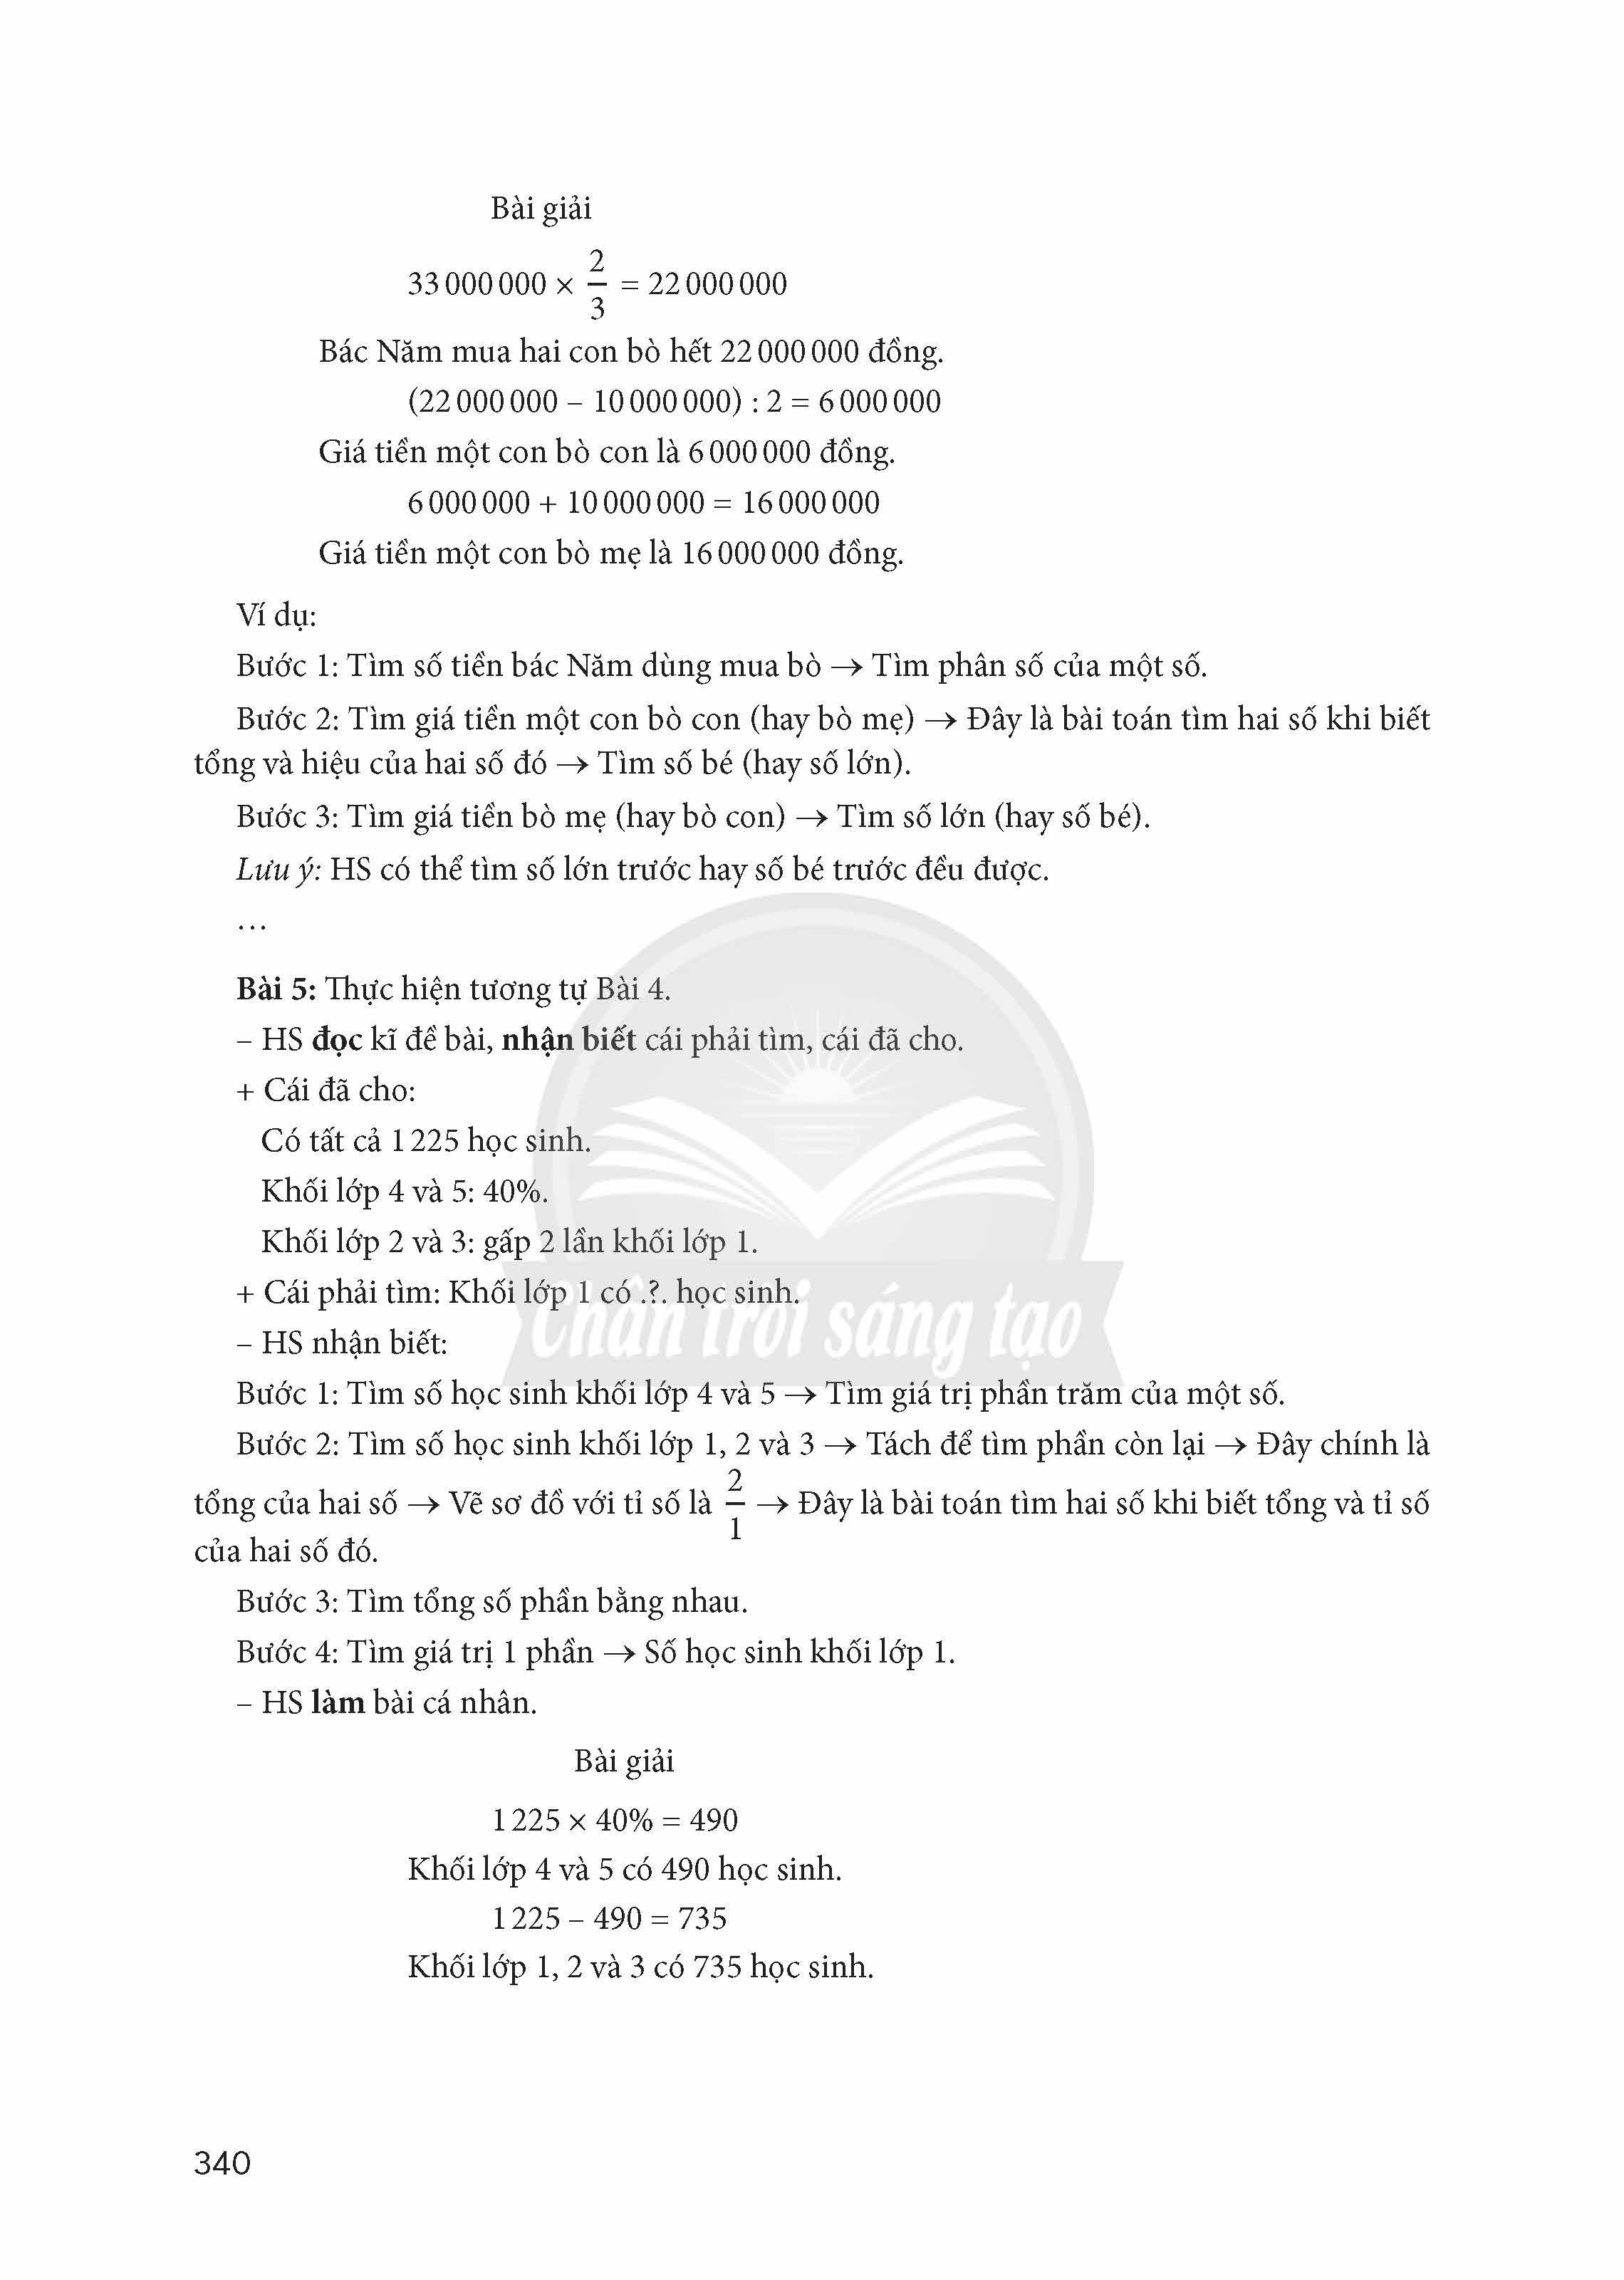 Bài giải
33 000 000 × 2/3 = 22 000 000
Bác Năm mua hai con bò hết 22 000 000 đồng.
(22 000 000 – 10 000 000) : 2 = 6 000 000
Giá tiền một con bò con là 6 000 000 đồng.
6 000 000 + 10 000 000 = 16 000 000
Giá tiền một con bò mẹ là 16 000 000 đồng.
Ví dụ:
Bước 1: Tìm số tiền bác Năm dùng mua bò → Tìm phân số của một số.
Bước 2: Tìm giá tiền một con bò con (hay bò mẹ) → Đây là bài toán tìm hai số khi biết
tổng và hiệu của hai số đó → Tìm số bé (hay số lớn).
Bước 3: Tìm giá tiền bò mẹ (hay bò con) → Tìm số lớn (hay số bé).
Lưu ý: HS có thể tìm số lớn trước hay số bé trước đều được.
…
Bài 5: Thực hiện tương tự Bài 4.
– HS đọc kĩ đề bài, nhận biết cái phải tìm, cái đã cho.
+ Cái đã cho:
Có tất cả 1 225 học sinh.
Khối lớp 4 và 5: 40%.
Khối lớp 2 và 3: gấp 2 lần khối lớp 1.
+ Cái phải tìm: Khối lớp 1 có .?. học sinh.
Chân trời sáng tạo
– HS nhận biết:
Bước 1: Tìm số học sinh khối lớp 4 và 5 → Tìm giá trị phần trăm của một số.
Bước 2: Tìm số học sinh khối lớp 1, 2 và 3 → Tách để tìm phần còn lại → Đây chính là
tổng của hai số → Vẽ sơ đồ với tỉ số là 2/1 → Đây là bài toán tìm hai số khi biết tổng và tỉ số
của hai số đó.
Bước 3: Tìm tổng số phần bằng nhau.
Bước 4: Tìm giá trị 1 phần → Số học sinh khối lớp 1.
– HS làm bài cá nhân.
Bài giải
1 225 × 40% = 490
Khối lớp 4 và 5 có 490 học sinh.
1 225 – 490 = 735
Khối lớp 1, 2 và 3 có 735 học sinh.
340